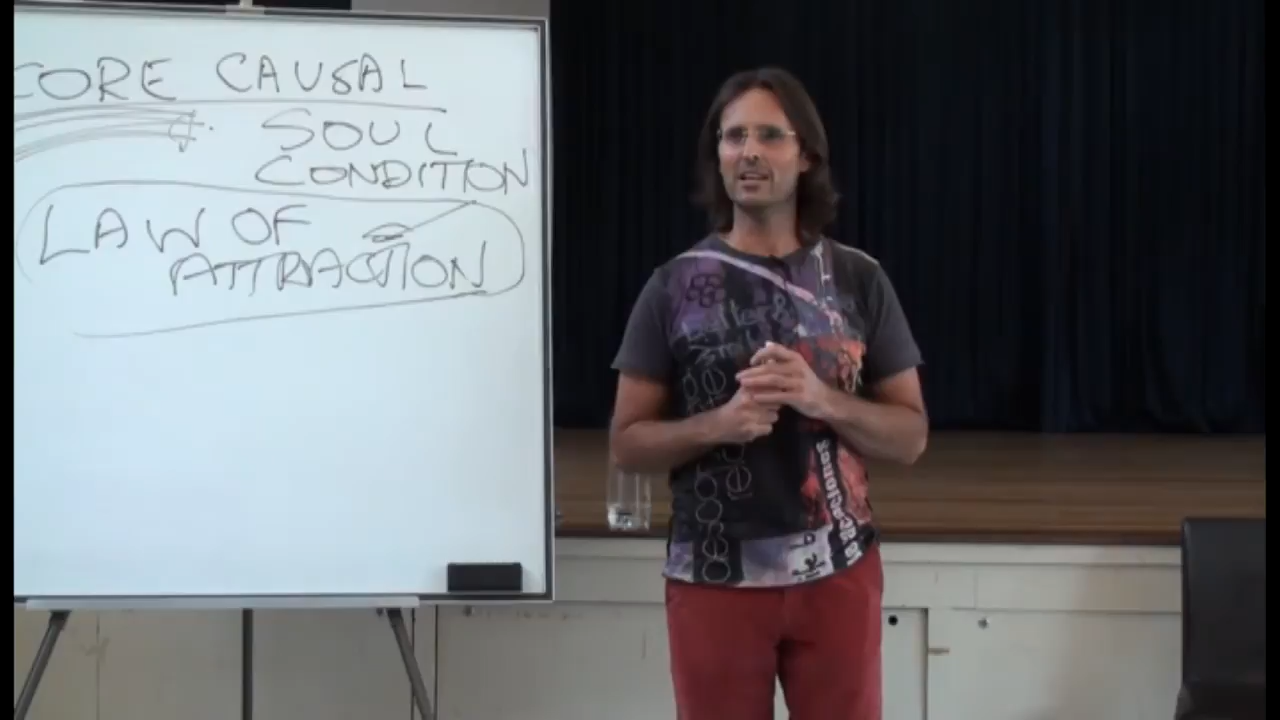 CORE CAUSAL
SOUL
CONDITION
LAW OF
ATTRACTION